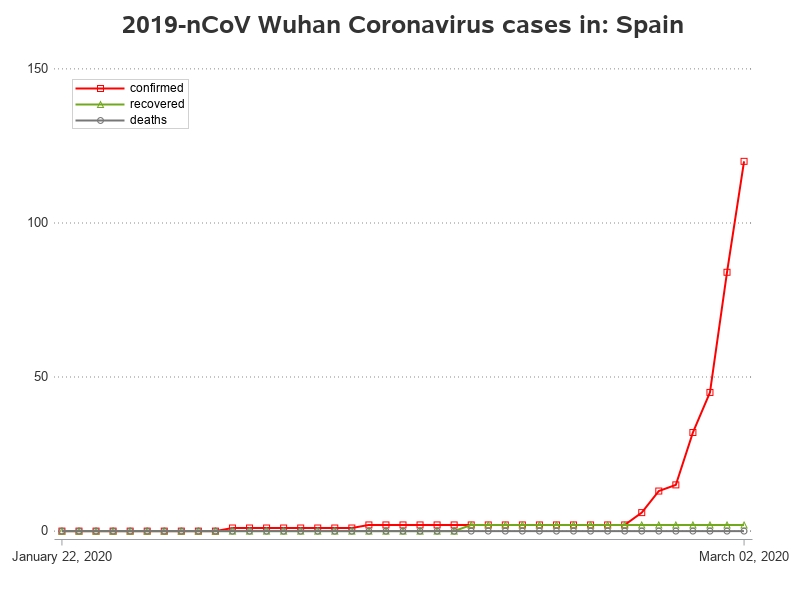 2019-nCoV Wuhan Coronavirus cases in: Spain
150
confirmed
recovered
deaths
100
50
0
January 22, 2020
March 02, 2020